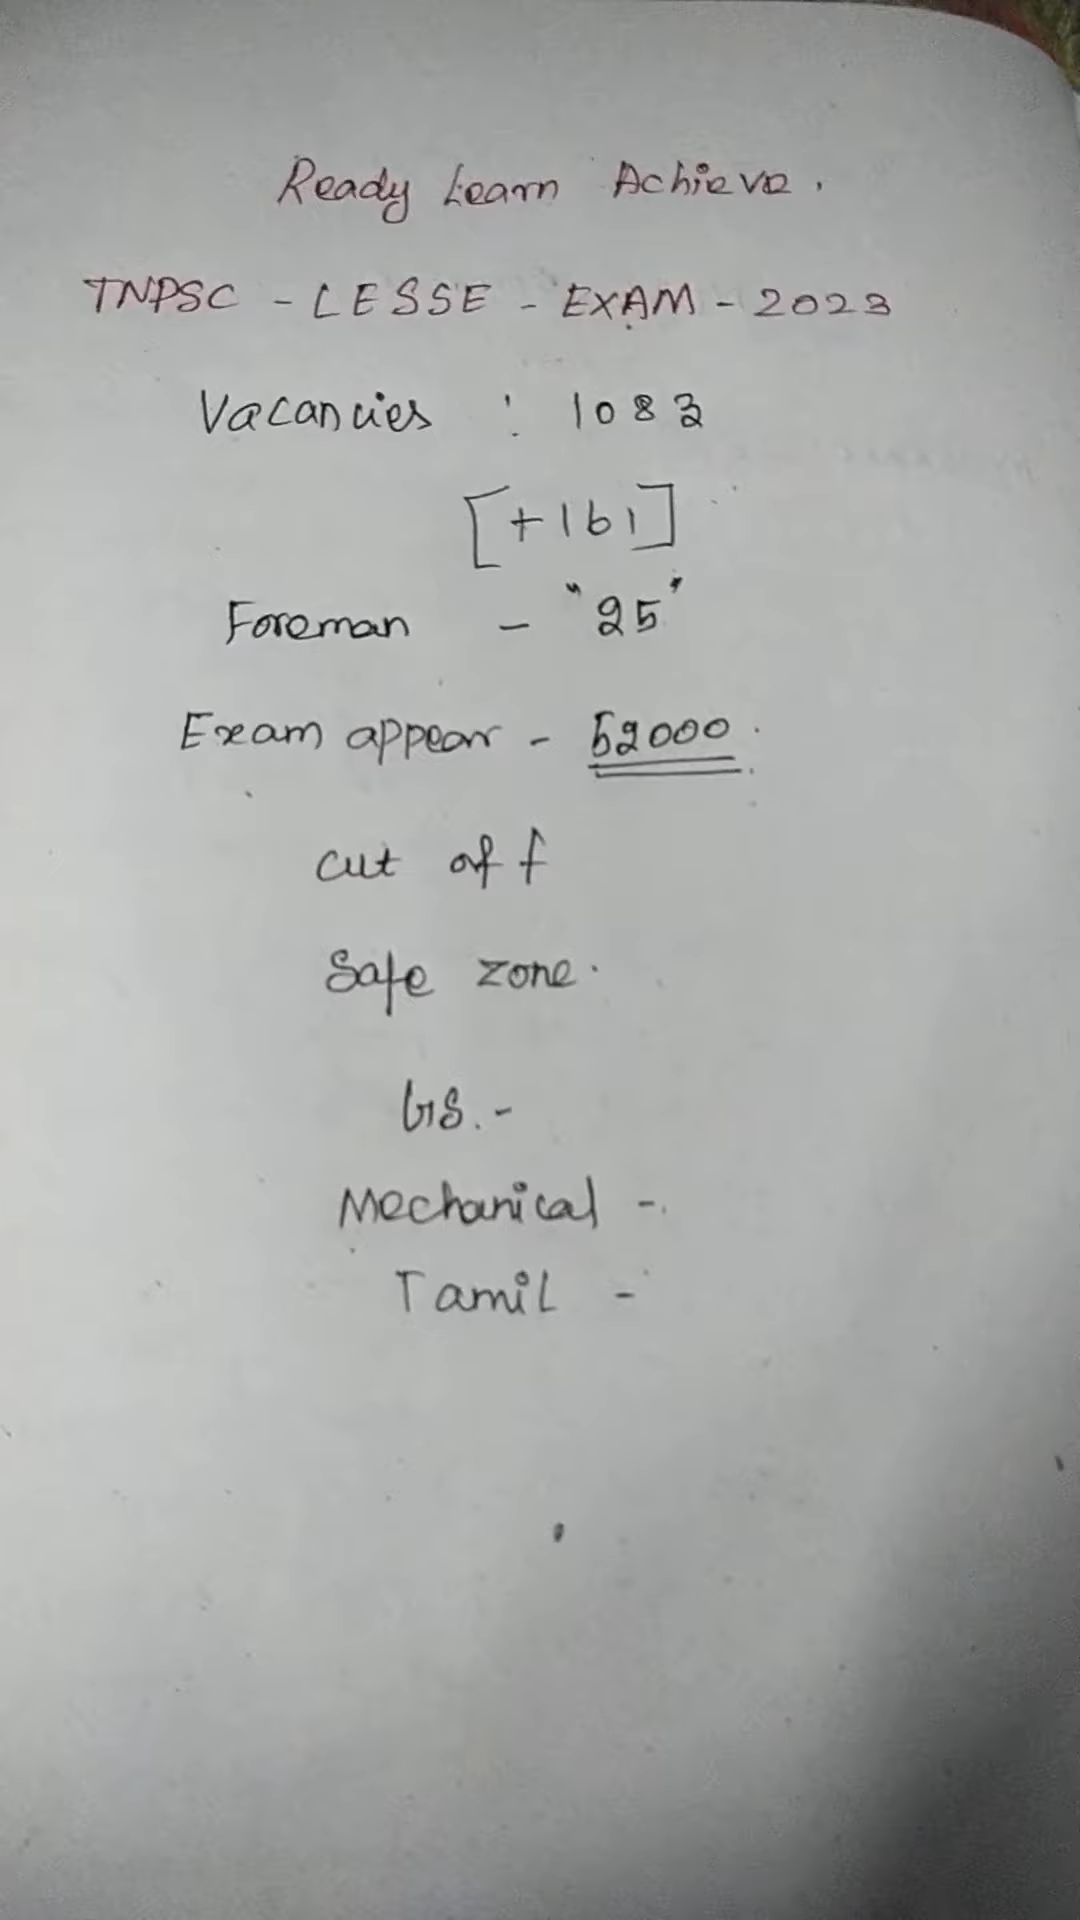 Ready Learn Achieve.
TNPSC - LESSE - EXAM - 2023
Vacancies : 1083
[+161]
Foreman - "25"
Exam appear - 52000.
cut off
Safe zone.
GS. -
Mechanical -
Tamil -